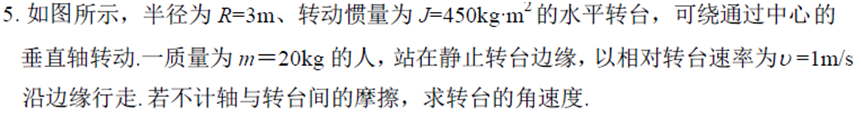 5. 如图所示，半径为 R=3m、转动惯量为 J=450kg·m² 的水平转台，可绕通过中心的
垂直轴转动.一质量为 m＝20kg 的人，站在静止转台边缘，以相对转台速率为υ=1m/s
沿边缘行走. 若不计轴与转台间的摩擦，求转台的角速度.